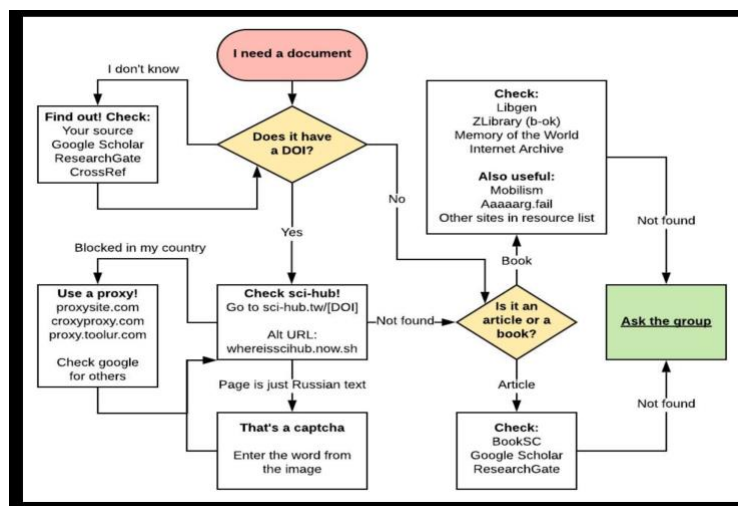 I need a document
I don't know
Find out! Check:
Your source
Google Scholar
ResearchGate
CrossRef
Does it have
a DOI?
No
Yes
Check:
Libgen
ZLibrary (b-ok)
Memory of the World
Internet Archive
Also useful:
Mobilism
Aaaaarg.fail
Other sites in resource list
Not found
Blocked in my country
Use a proxy!
proxysite.com
croxyproxy.com
proxy.toolur.com
Check google
for others
Check sci-hub!
Go to sci-hub.tw/[DOI]
Alt URL:
whereisscihub.now.sh
Not found
Book
Is it an
article or a
book?
Ask the group
Page is just Russian text
Article
Not found
That's a captcha
Enter the word from
the image
Check:
BookSC
Google Scholar
ResearchGate